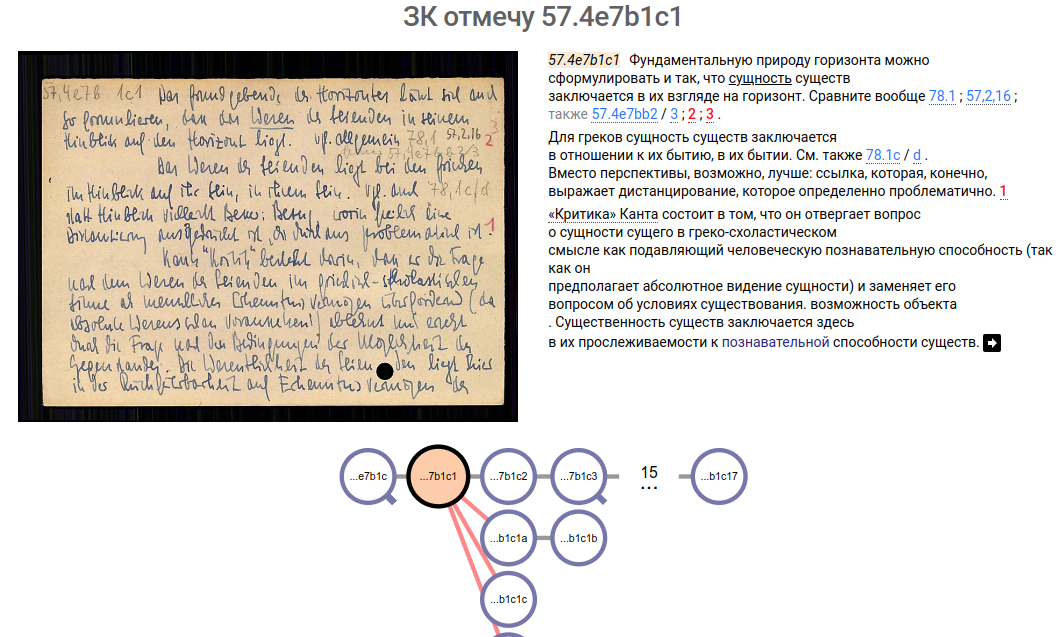 ЗК отмечу 57.4e7b1c1
57,4e7b 1c1 Das grundgebende des Horizontes lässt sich auch
so formulieren, dass das Wesen des Seienden in seinem
Hinblick auf den Horizont liegt. vgl. allgemein 78,1 57,2,16
3
2
Das Wesen des Seienden liegt bei den Griechen
im Hinblick auf ihr Sein, in ihrem Sein. Vgl. auch 78,1c/d
statt Hinblick vielleicht besser: Bezug, worin freilich eine
Distanzierung ausgedrückt ist, die durchaus problematisch ist. 1
Kants "Kritik" besteht darin, dass er die Frage
nach dem Wesen des Seienden im griechisch-scholastischen
Sinne als menschliches Erkenntnisvermögen überfordernd (da
absolute Wesensschau voraussetzend) ablehnt und ersetzt
durch die Frage nach den Bedingungen der Möglichkeit des
Gegenstandes. Die Wesentlichkeit des Seienden liegt hier
in der Rückführbarkeit auf Erkenntnisvermögen der
57.4e7b1c1 Фундаментальную природу горизонта можно
сформулировать и так, что сущность существ
заключается в их взгляде на горизонт. Сравните вообще 78.1 ; 57,2,16 ;
также 57.4e7bb2 / 3 ; 2 ; 3 .
Для греков сущность существ заключается
в отношении к их бытию, в их бытии. См. также 78.1c / d .
Вместо перспективы, возможно, лучше: ссылка, которая, конечно,
выражает дистанцирование, которое определенно проблематично. 1
«Критика» Канта состоит в том, что он отвергает вопрос
о сущности сущего в греко-схоластическом
смысле как подавляющий человеческую познавательную способность (так
как он
предполагает абсолютное видение сущности) и заменяет его
вопросом об условиях существования. возможность объекта
. Существенность существ заключается здесь
в их прослеживаемости к познавательной способности существ.
...e7b1c ...7b1c1 ...7b1c2 ...7b1c3 15 ... ...b1c17
...b1c1a ...b1c1b
...b1c1c